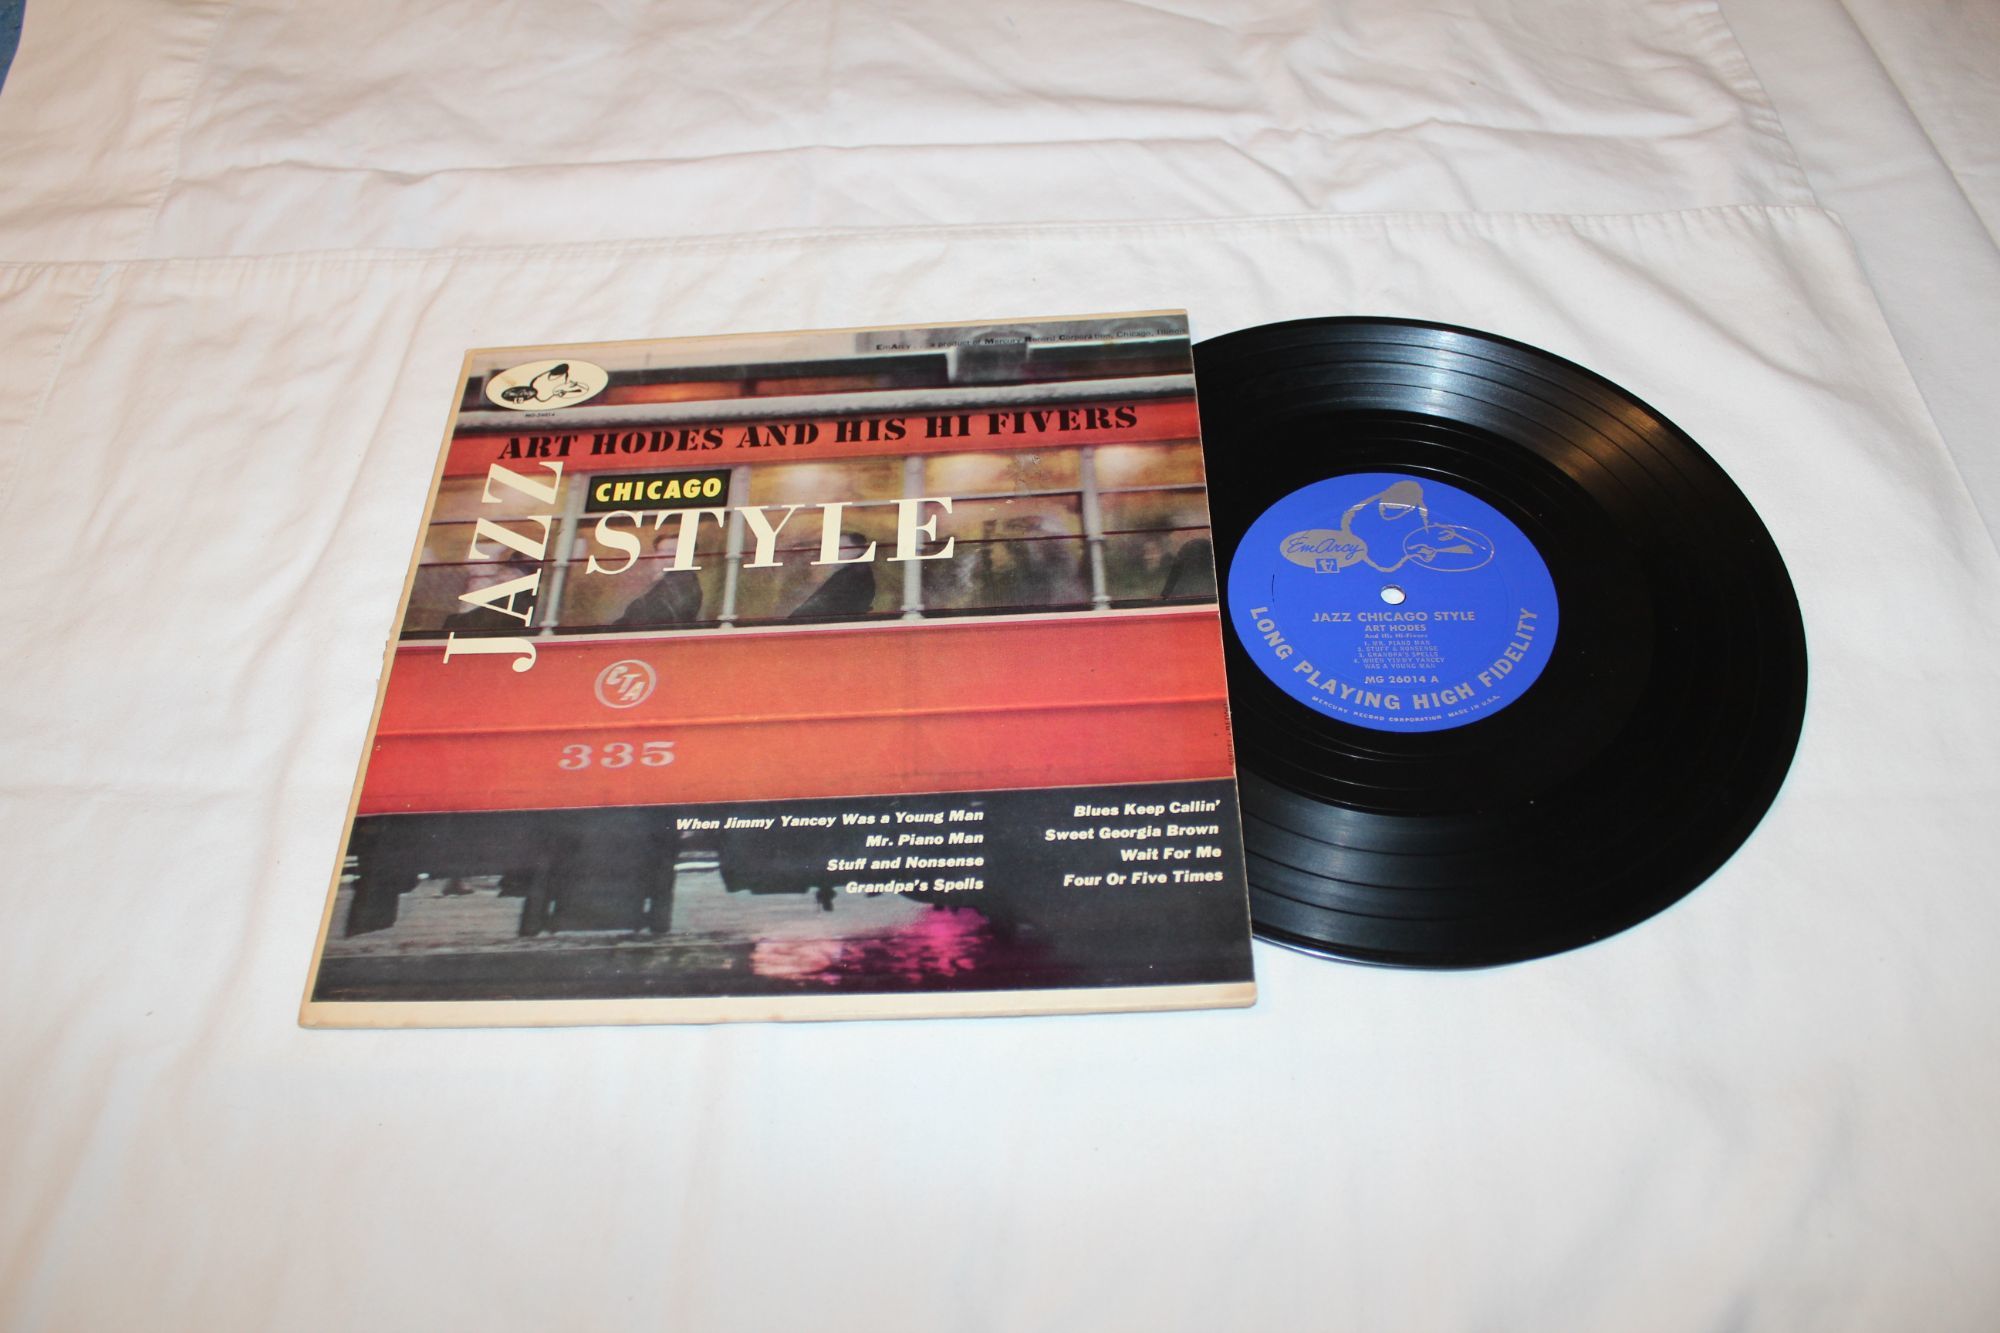 EmArcy . . . a product of Mercury Record Corporation, Chicago, Illinois
EmArcy
MG-26014
ART HODES AND HIS HI FIVERS
JAZZ
CHICAGO
STYLE
CTA
335
When Jimmy Yancey Was a Young Man
Mr. Piano Man
Stuff and Nonsense
Grandpa's Spells
Blues Keep Callin'
Sweet Georgia Brown
Wait For Me
Four Or Five Times
EmArcy
JAZZ CHICAGO STYLE
ART HODES
And His Hi-Fivers
1. MR. PIANO MAN
2. STUFF & NONSENSE
3. GRANDPA'S SPELLS
4. WHEN YIMMY YANCEY
WAS A YOUNG MAN
MG 26014 A
LONG PLAYING HIGH FIDELITY
MERCURY RECORD CORPORATION MADE IN U.S.A.